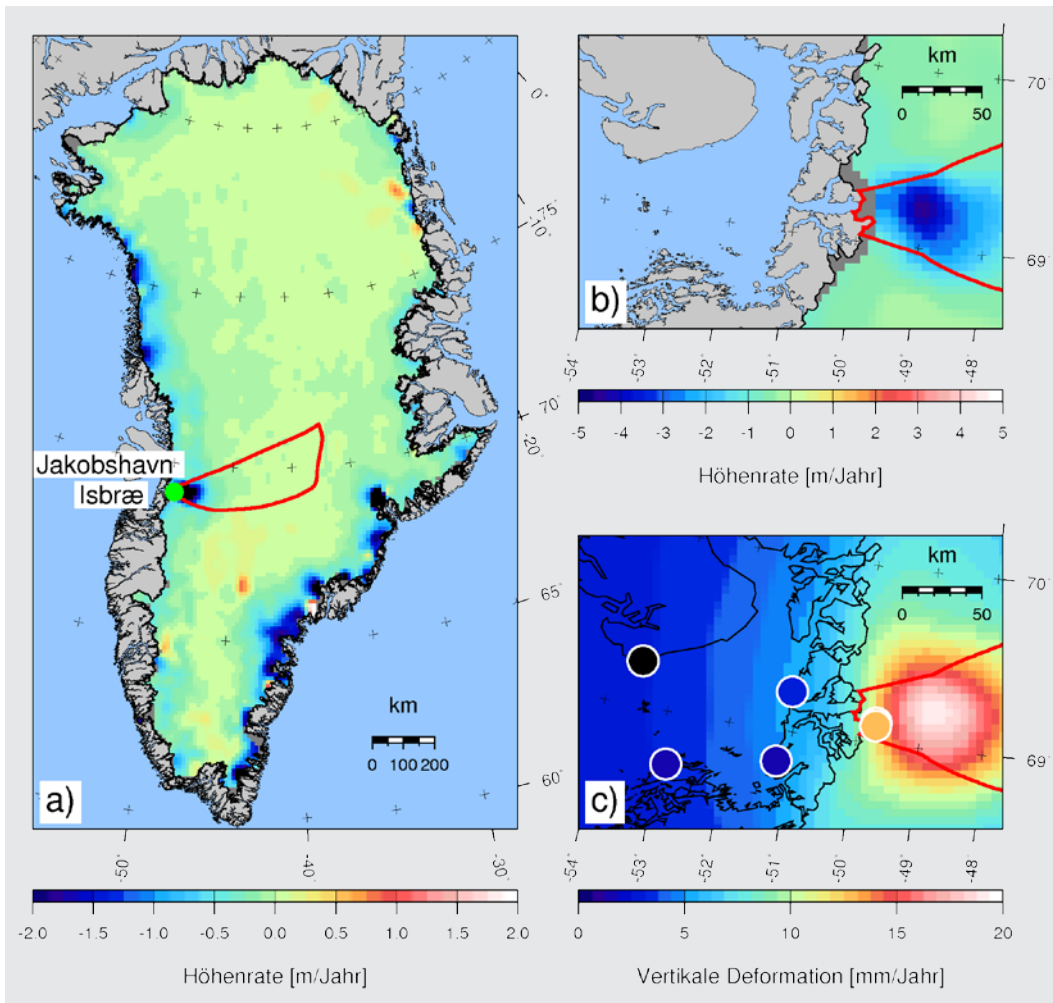 Jakobshavn
Isbræ
km
0 100 200
a)
0°
-75°
-10°
70°
-20°
65°
60°
-50°
-40°
-30°
-2.0 -1.5 -1.0 -0.5 0.0 0.5 1.0 1.5 2.0
Höhenrate [m/Jahr]
km
0 50
70°
69°
b)
-54° -53° -52° -51° -50° -49° -48°
-5 -4 -3 -2 -1 0 1 2 3 4 5
Höhenrate [m/Jahr]
km
0 50
70°
69°
c)
-54° -53° -52° -51° -50° -49° -48°
0 5 10 15 20
Vertikale Deformation [mm/Jahr]